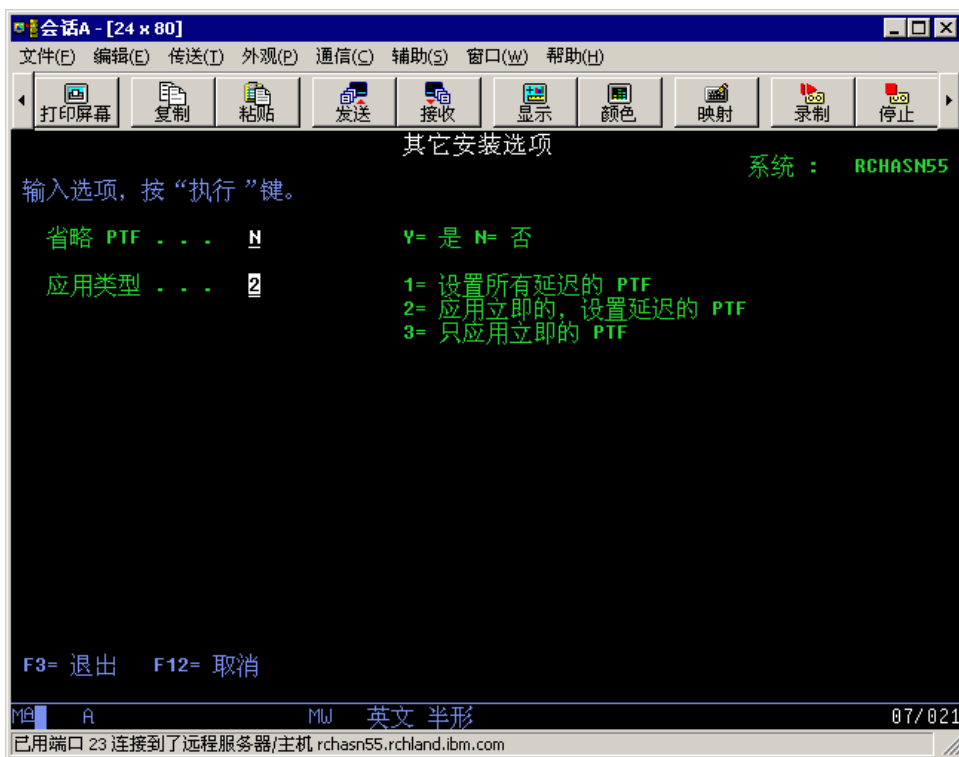 会话A - [24 x 80]
文件(F) 编辑(E) 传送(T) 外观(P) 通信(C) 辅助(S) 窗口(W) 帮助(H)
打印屏幕 复制 粘贴 发送 接收 显示 颜色 映射 录制 停止
其它安装选项
系统 : RCHASN55
输入选项, 按 “执行 ”键。
省略 PTF . . . N Y= 是 N= 否
应用类型 . . . 2 1= 设置所有延迟的 PTF
2= 应用立即的, 设置延迟的 PTF
3= 只应用立即的 PTF
F3= 退出 F12= 取消
MA A MW 英文 半形 07/021
已用端口 23 连接到了远程服务器/主机 rchasn55.rchland.ibm.com